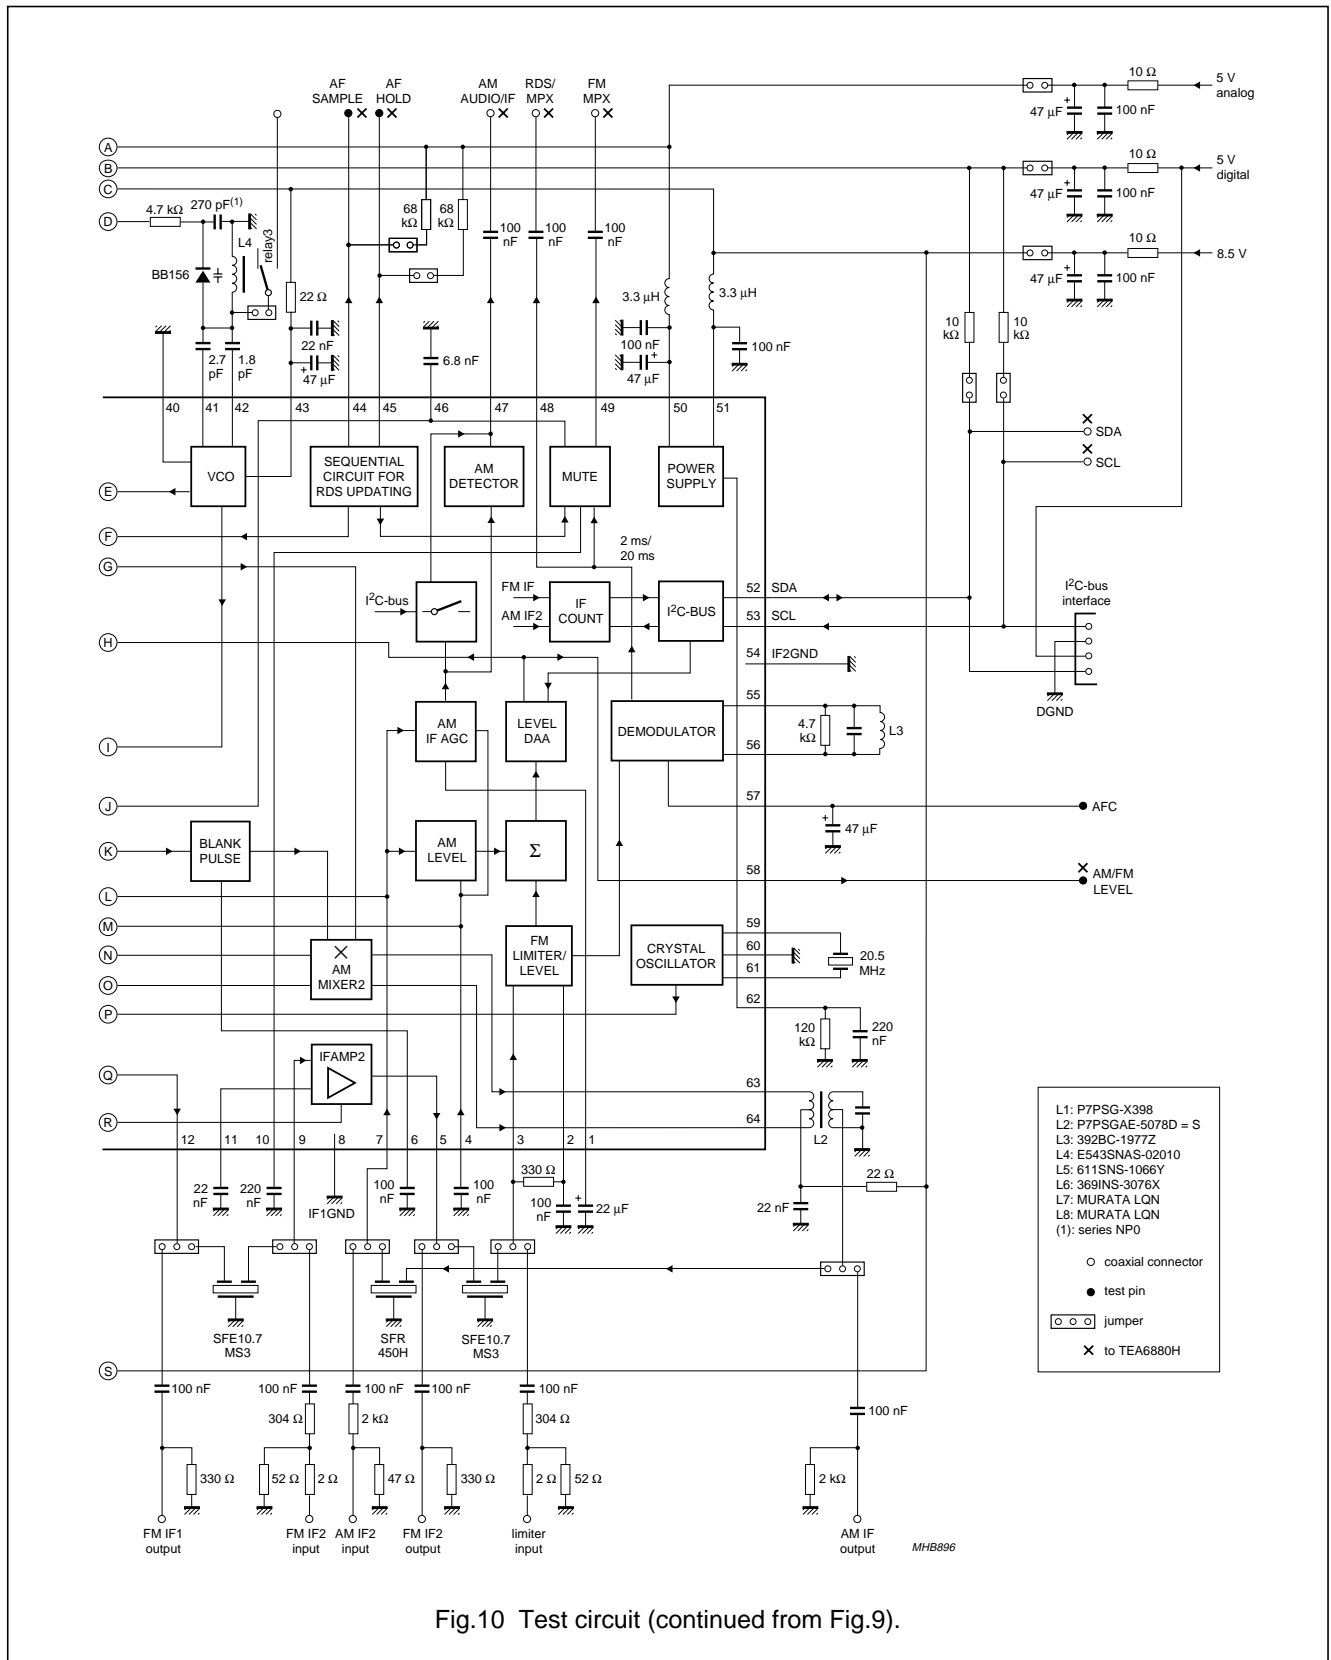 AF SAMPLE
AF HOLD
AM AUDIO/IF
RDS/ MPX
FM MPX
10 Ω
5 V analog
47 μF
100 nF
A
B
10 Ω
5 V digital
C
47 μF
100 nF
D
4.7 kΩ
270 pF(1)
L4
relay3
68 kΩ
68 kΩ
100 nF
100 nF
100 nF
10 Ω
8.5 V
47 μF
100 nF
BB156
22 Ω
3.3 μH
3.3 μH
10 kΩ
10 kΩ
22 nF
47 μF
2.7 pF
1.8 pF
6.8 nF
100 nF
47 μF
100 nF
40
41
42
43
44
45
46
47
48
49
50
51
SDA
SCL
VCO
SEQUENTIAL CIRCUIT FOR RDS UPDATING
AM DETECTOR
MUTE
POWER SUPPLY
E
F
G
2 ms/ 20 ms
I2C-bus
FM IF
AM IF2
IF COUNT
I2C-BUS
52
SDA
53
SCL
I2C-bus interface
H
54
IF2GND
DGND
AM IF AGC
LEVEL DAA
DEMODULATOR
55
56
4.7 kΩ
L3
I
57
AFC
47 μF
J
K
BLANK PULSE
AM LEVEL
Σ
58
AM/FM LEVEL
L
M
N
AM MIXER2
FM LIMITER/ LEVEL
CRYSTAL OSCILLATOR
59
60
61
20.5 MHz
O
P
62
120 kΩ
220 nF
IFAMP2
Q
R
63
64
L2
12
11
10
9
8
7
6
5
4
3
2
1
22 nF
220 nF
IF1GND
100 nF
100 nF
330 Ω
100 nF
22 μF
22 nF
22 Ω
L1: P7PSG-X398
L2: P7PSGAE-5078D = S
L3: 392BC-1977Z
L4: E543SNAS-02010
L5: 611SNS-1066Y
L6: 369INS-3076X
L7: MURATA LQN
L8: MURATA LQN
(1): series NP0
coaxial connector
test pin
jumper
to TEA6880H
SFE10.7 MS3
SFR 450H
SFE10.7 MS3
S
100 nF
100 nF
100 nF
100 nF
100 nF
100 nF
304 Ω
2 kΩ
304 Ω
330 Ω
52 Ω
2 Ω
47 Ω
330 Ω
2 Ω
52 Ω
2 kΩ
FM IF1 output
FM IF2 input
AM IF2 input
FM IF2 output
limiter input
AM IF output
MHB896
Fig.10 Test circuit (continued from Fig.9).